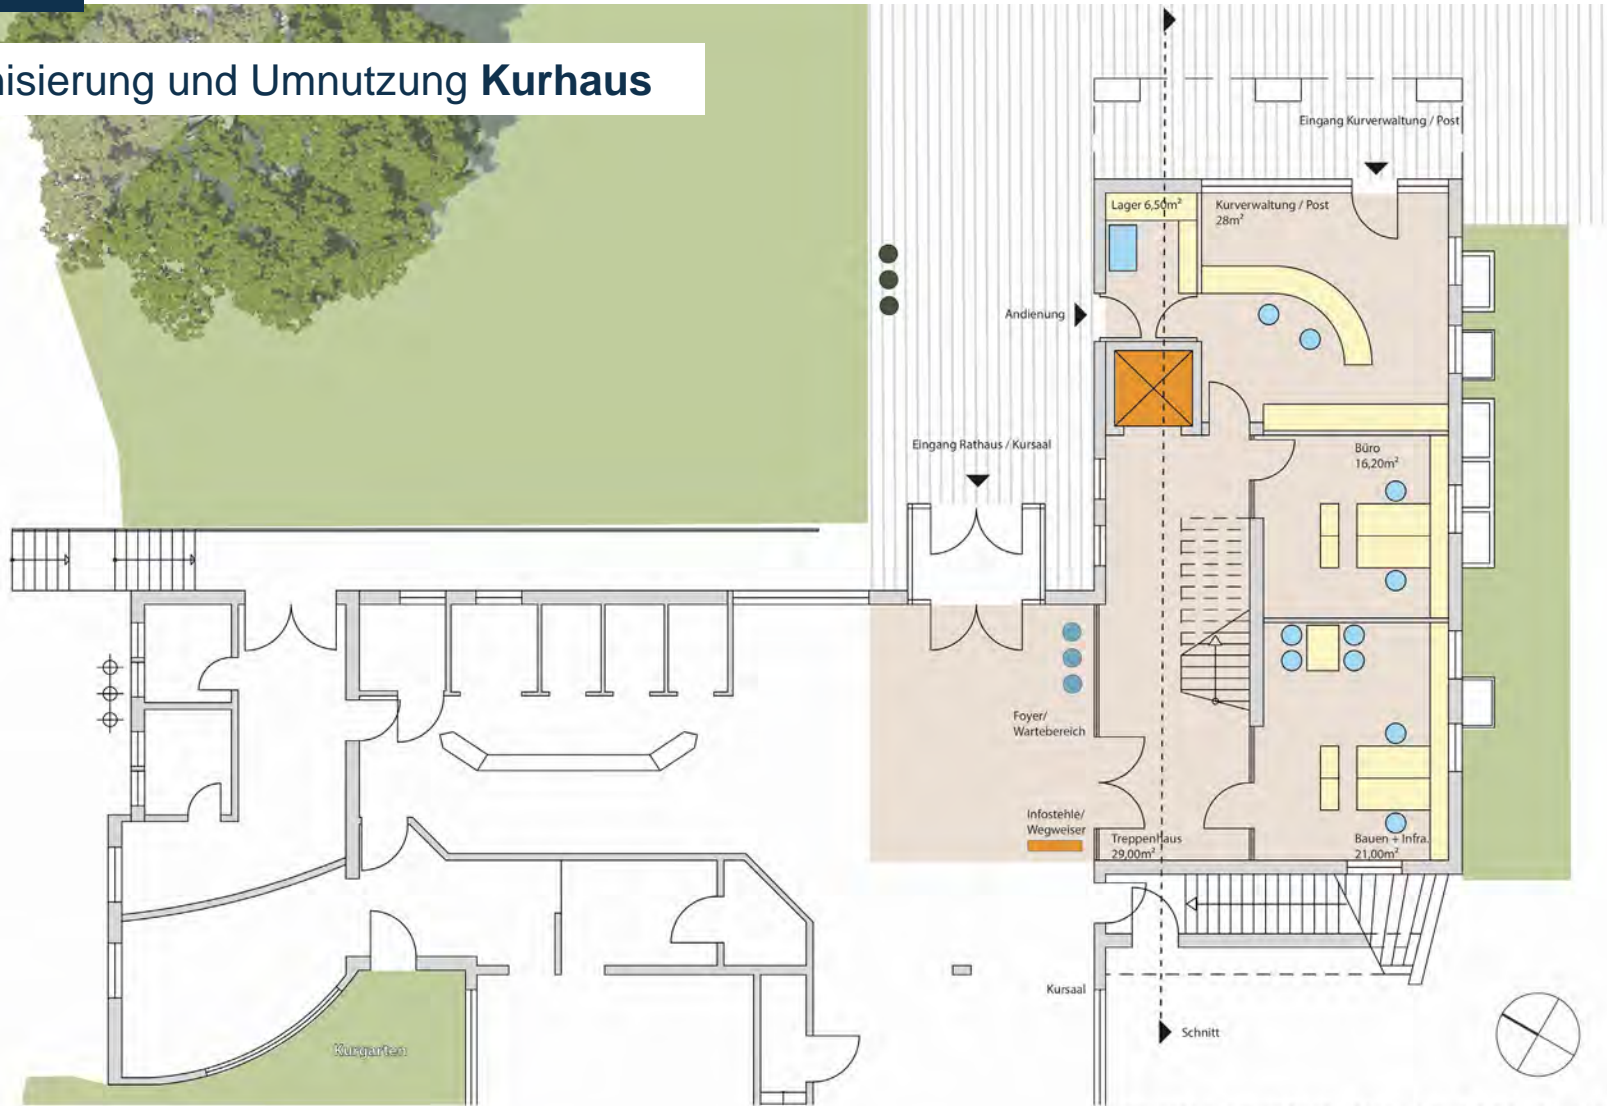 nisierung und Umnutzung Kurhaus
Eingang Kurverwaltung / Post
Lager 6,50m²
Kurverwaltung / Post
28m²
Andienung
Eingang Rathaus / Kursaal
Büro
16,20m²
Foyer/
Wartebereich
Infostehle/
Wegweiser
Treppenhaus
29,00m²
Bauen + Infra.
21,00m²
Kursaal
Schnitt
Kurgarten